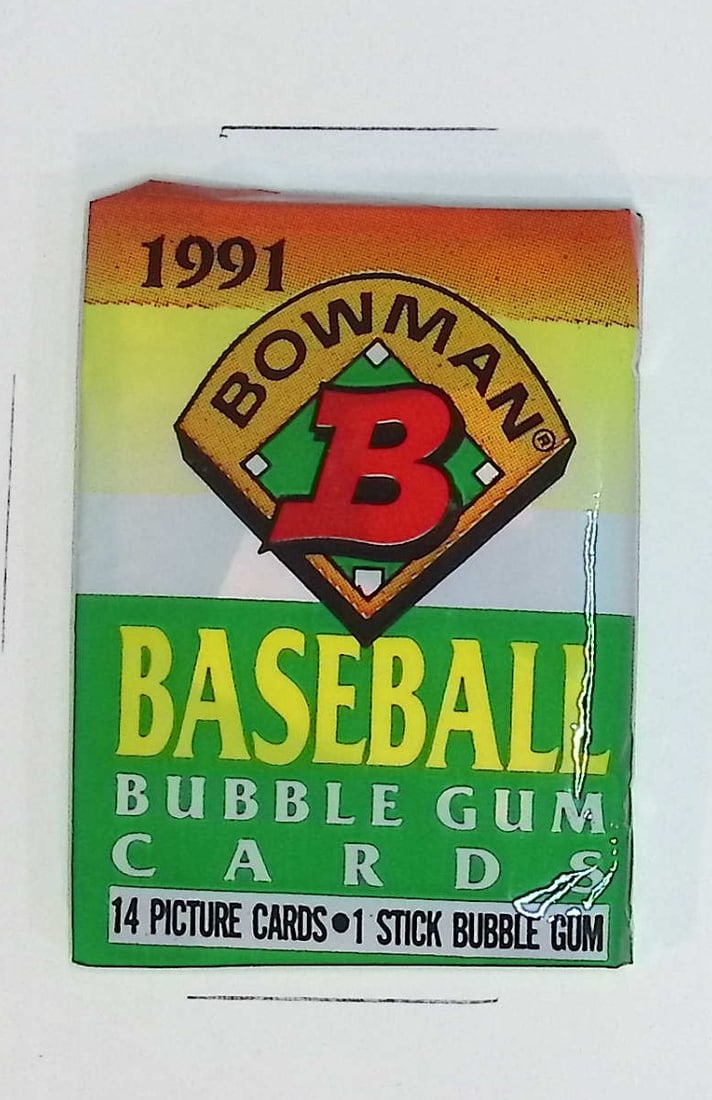 1991
BOWMAN®
B
BASEBALL
BUBBLE GUM
CARDS
14 PICTURE CARDS•1 STICK BUBBLE GUM